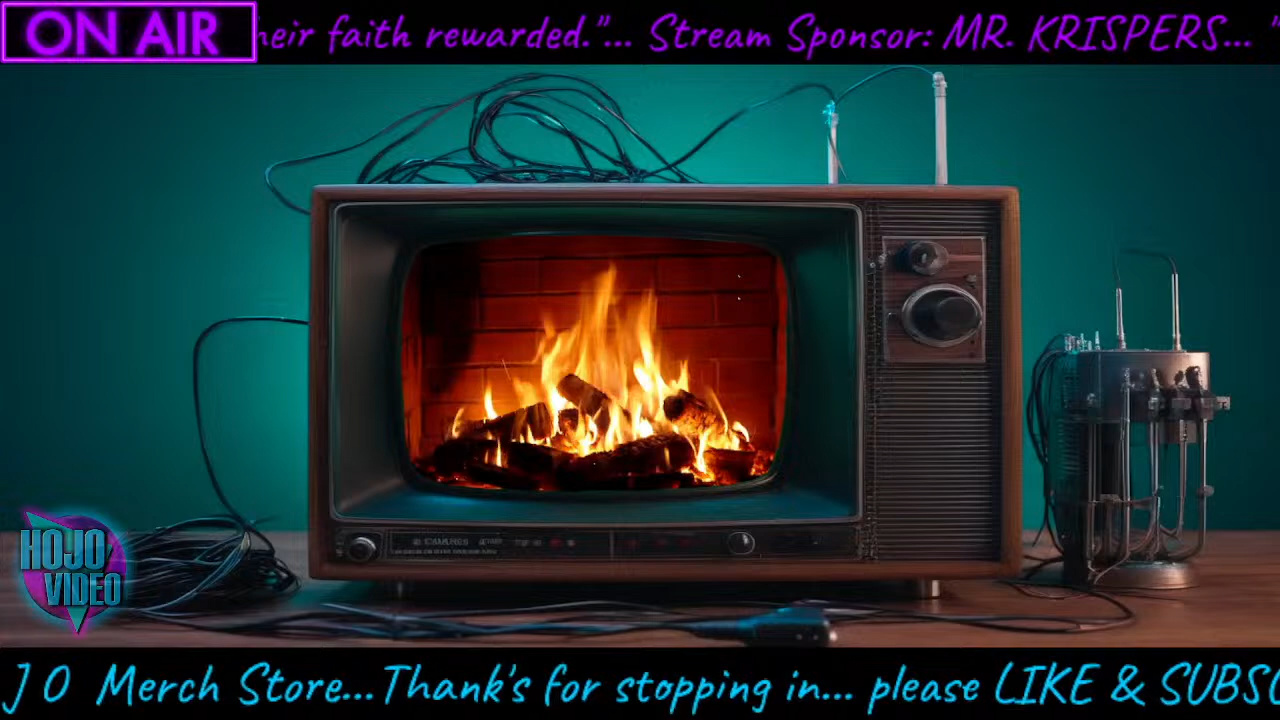 ON AIR
heir faith rewarded."... Stream Sponsor: MR. KRISPERS... "
HOJO
VIDEO
J O Merch Store...Thank's for stopping in... please LIKE & SUBSC